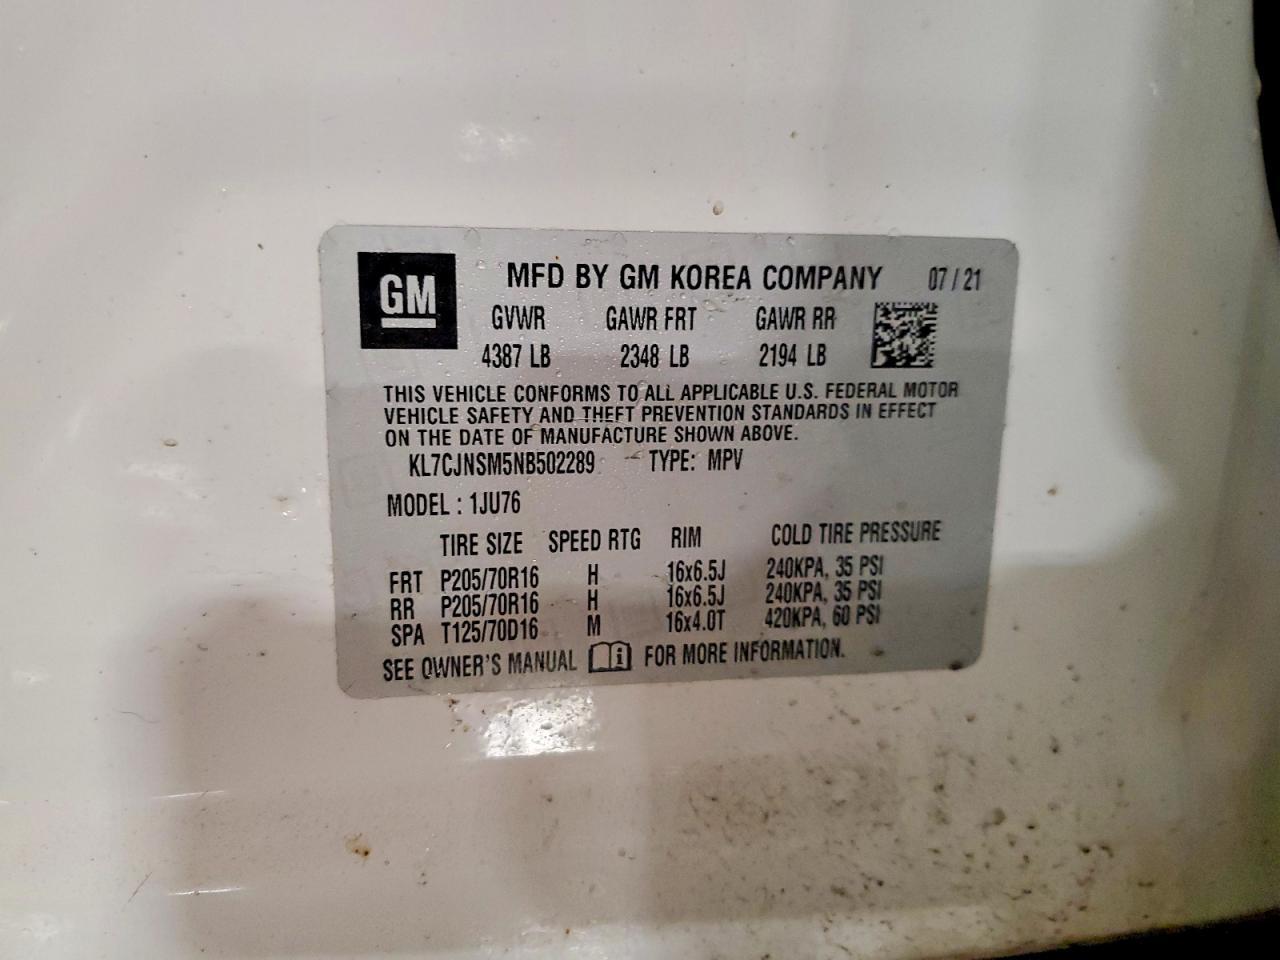 GM
MFD BY GM KOREA COMPANY 07 / 21
GVWR GAWR FRT GAWR RR
4387 LB 2348 LB 2194 LB
THIS VEHICLE CONFORMS TO ALL APPLICABLE U.S. FEDERAL MOTOR
VEHICLE SAFETY AND THEFT PREVENTION STANDARDS IN EFFECT
ON THE DATE OF MANUFACTURE SHOWN ABOVE.
KL7CJNSM5NB502289 TYPE: MPV
MODEL : 1JU76
TIRE SIZE SPEED RTG RIM COLD TIRE PRESSURE
FRT P205/70R16 H 16x6.5J 240KPA, 35 PSI
RR P205/70R16 H 16x6.5J 240KPA, 35 PSI
SPA T125/70D16 M 16x4.0T 420KPA, 60 PSI
SEE OWNER'S MANUAL i FOR MORE INFORMATION.